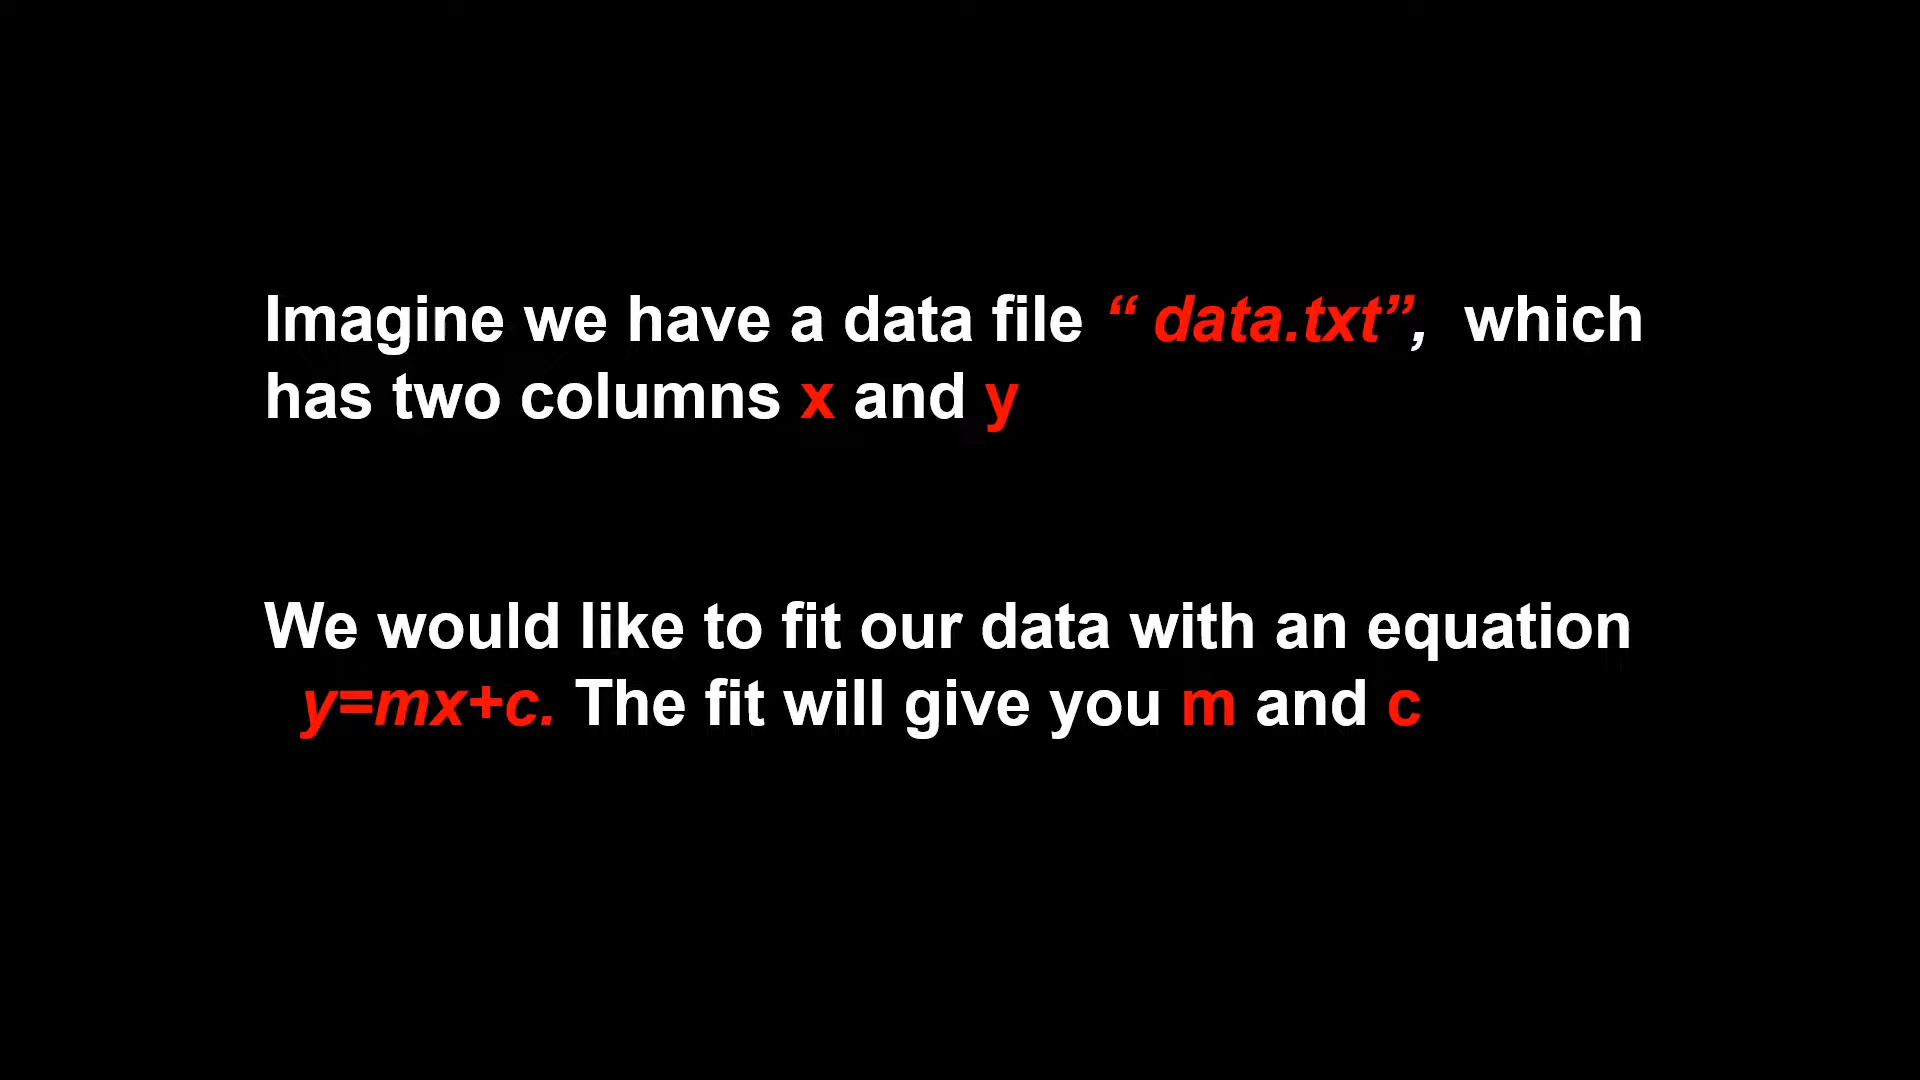 Imagine we have a data file “ data.txt”, which
has two columns x and y
We would like to fit our data with an equation
y=mx+c. The fit will give you m and c